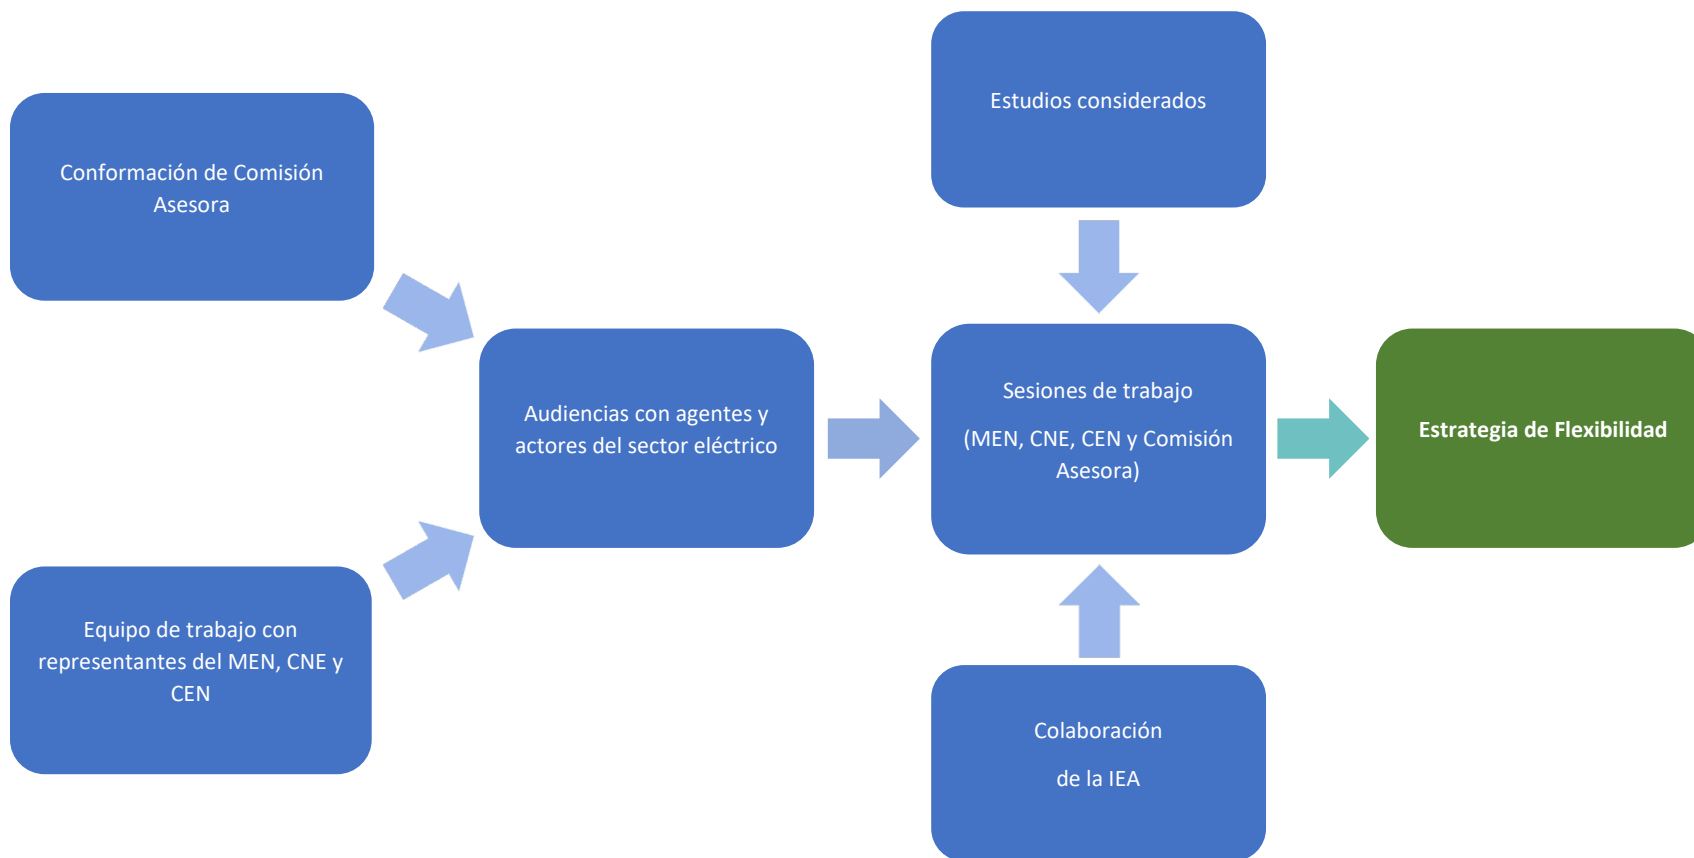 Conformación de Comisión
Asesora
Equipo de trabajo con
representantes del MEN, CNE y
CEN
Audiencias con agentes y
actores del sector eléctrico
Estudios considerados
Sesiones de trabajo
(MEN, CNE, CEN y Comisión
Asesora)
Colaboración
de la IEA
Estrategia de Flexibilidad